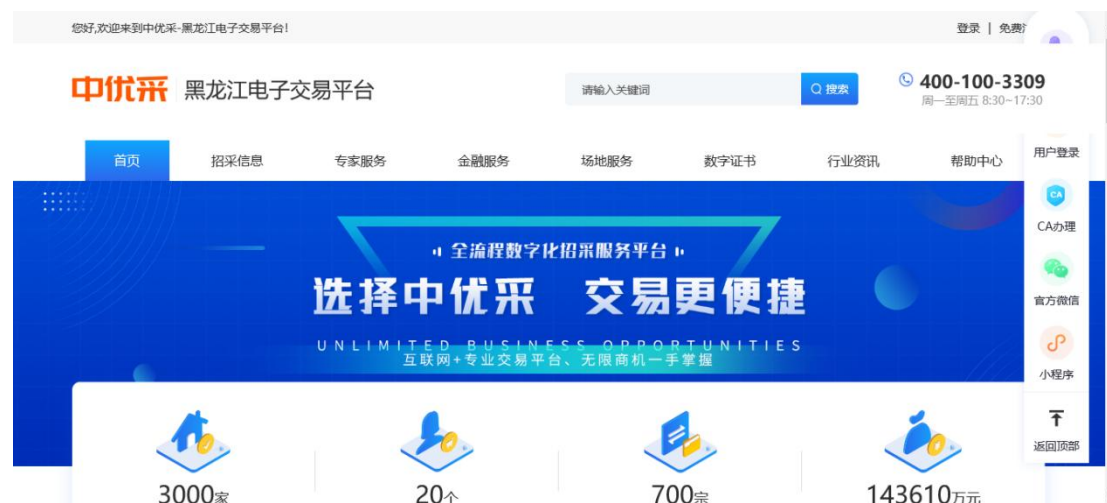 您好,欢迎来到中优采-黑龙江电子交易平台!
登录 | 免费
中优采 黑龙江电子交易平台
请输入关键词
搜索
400-100-3309
周一至周五 8:30~17:30
首页 招采信息 专家服务 金融服务 场地服务 数字证书 行业资讯 帮助中心
用户登录
CA
CA办理
官方微信
小程序
返回顶部
全流程数字化招采服务平台
选择中优采 交易更便捷
UNLIMITED BUSINESS OPPORTUNITIES
互联网+专业交易平台、无限商机一手掌握
3000家 20个 700宗 143610万元